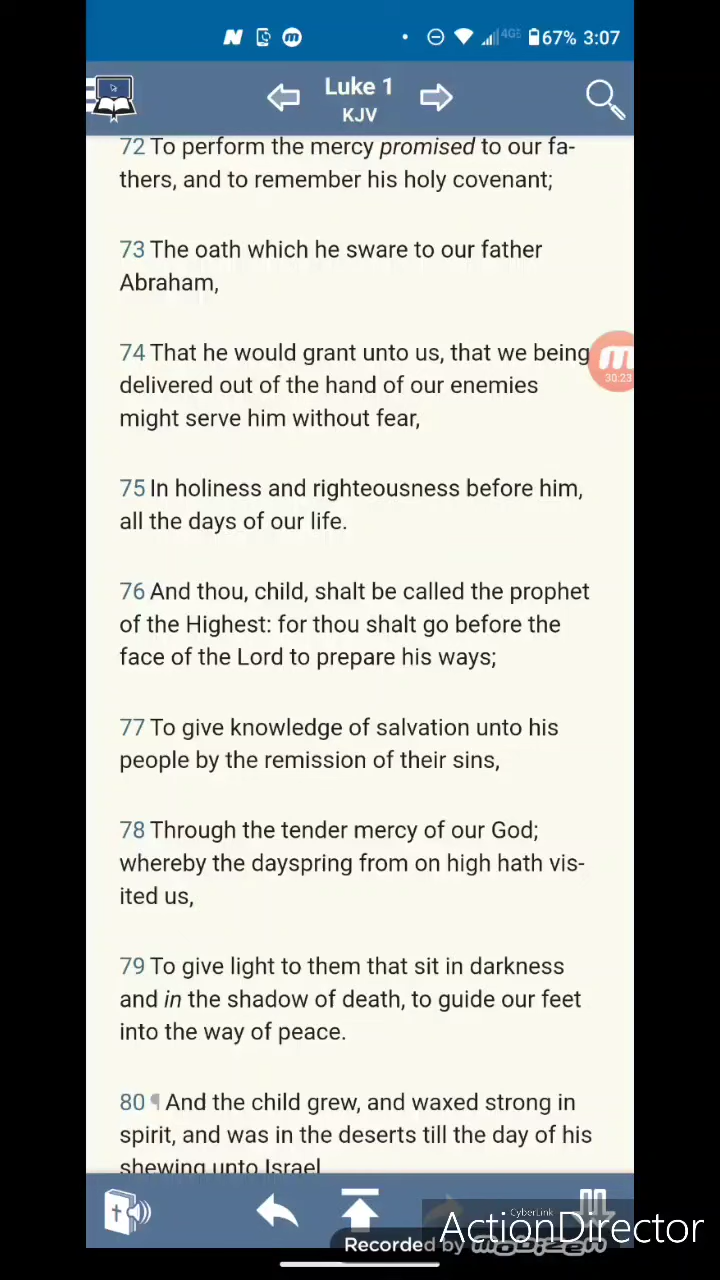 67% 3:07
Luke 1
KJV
72 To perform the mercy promised to our fa-
thers, and to remember his holy covenant;
73 The oath which he sware to our father
Abraham,
74 That he would grant unto us, that we being
delivered out of the hand of our enemies
might serve him without fear,
30:23
75 In holiness and righteousness before him,
all the days of our life.
76 And thou, child, shalt be called the prophet
of the Highest: for thou shalt go before the
face of the Lord to prepare his ways;
77 To give knowledge of salvation unto his
people by the remission of their sins,
78 Through the tender mercy of our God;
whereby the dayspring from on high hath vis-
ited us,
79 To give light to them that sit in darkness
and in the shadow of death, to guide our feet
into the way of peace.
80 ¶ And the child grew, and waxed strong in
spirit, and was in the deserts till the day of his
shewing unto Israel
CyberLink
ActionDirector
Recorded by